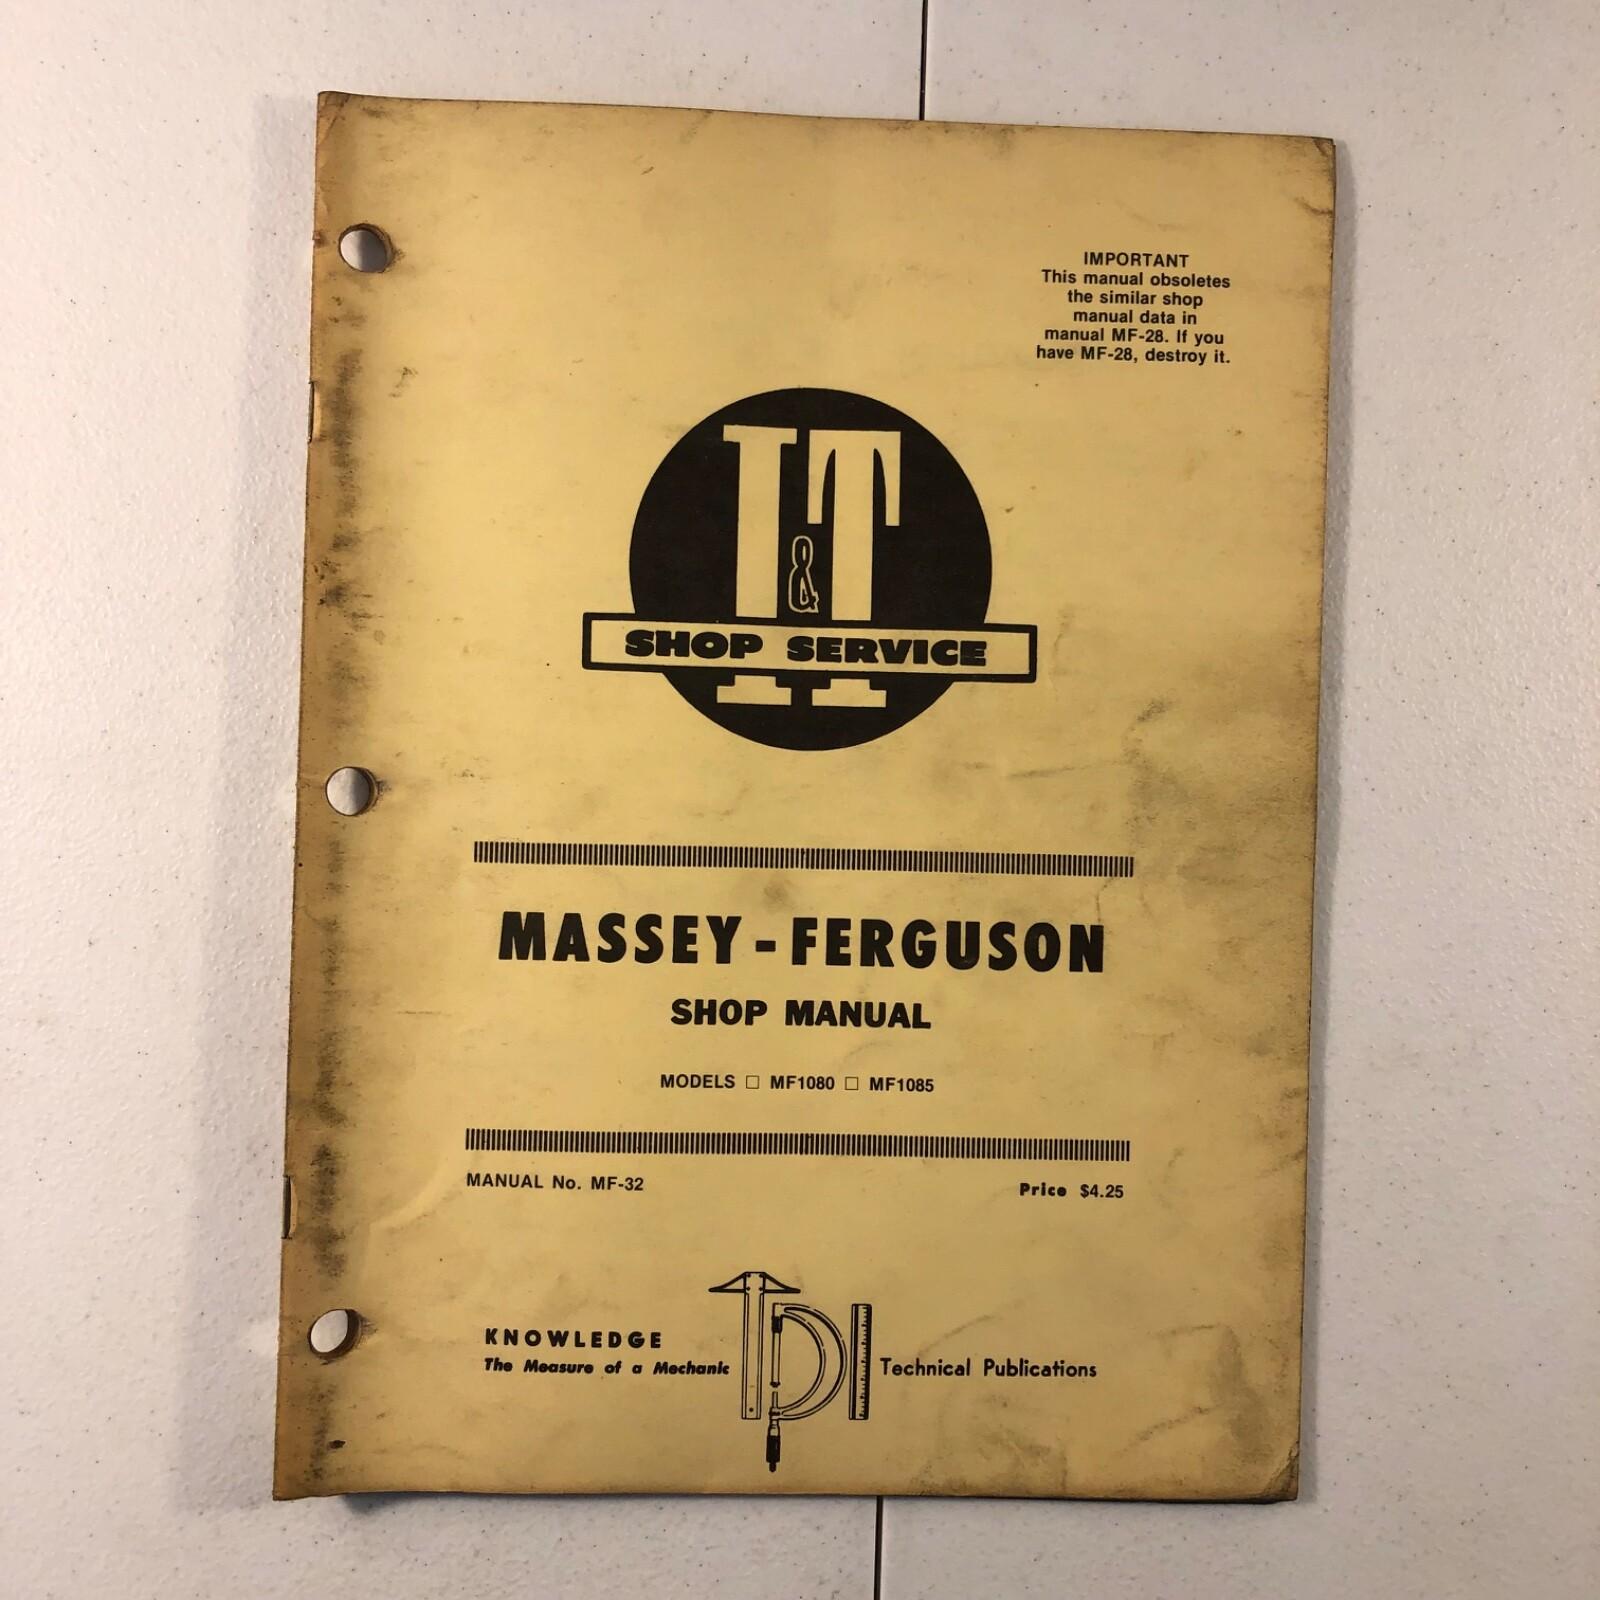 IMPORTANT
This manual obsoletes
the similar shop
manual data in
manual MF-28. If you
have MF-28, destroy it.
I&T
SHOP SERVICE
MASSEY-FERGUSON
SHOP MANUAL
MODELS □ MF1080 □ MF1085
MANUAL No. MF-32
Price $4.25
KNOWLEDGE
The Measure of a Mechanic
TPI
Technical Publications